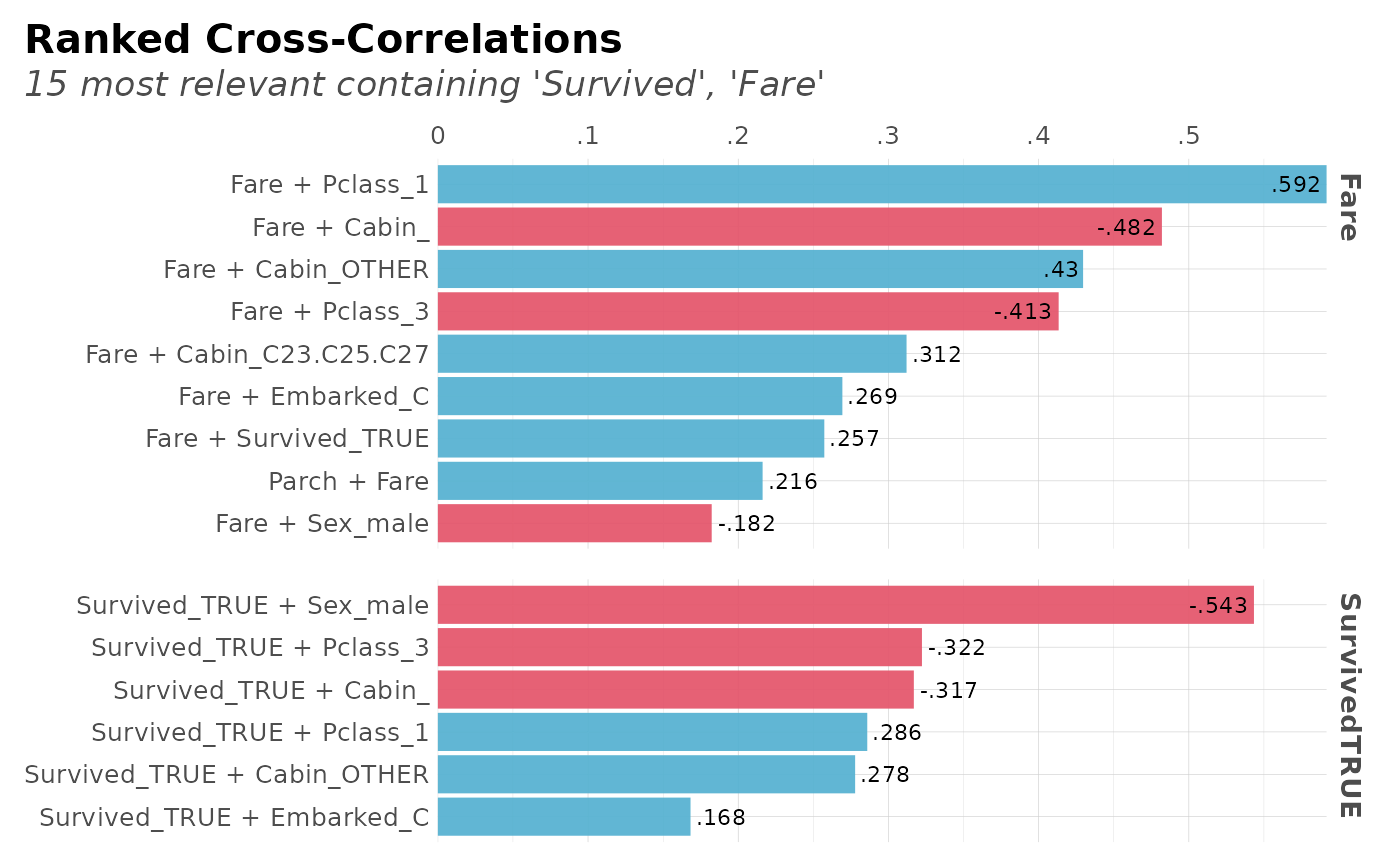 Ranked Cross-Correlations
15 most relevant containing 'Survived', 'Fare'
0 .1 .2 .3 .4 .5
Fare
Fare + Pclass_1 .592
Fare + Cabin_ -.482
Fare + Cabin_OTHER .43
Fare + Pclass_3 -.413
Fare + Cabin_C23.C25.C27 .312
Fare + Embarked_C .269
Fare + Survived_TRUE .257
Parch + Fare .216
Fare + Sex_male -.182
SurvivedTRUE
Survived_TRUE + Sex_male -.543
Survived_TRUE + Pclass_3 -.322
Survived_TRUE + Cabin_ -.317
Survived_TRUE + Pclass_1 .286
Survived_TRUE + Cabin_OTHER .278
Survived_TRUE + Embarked_C .168